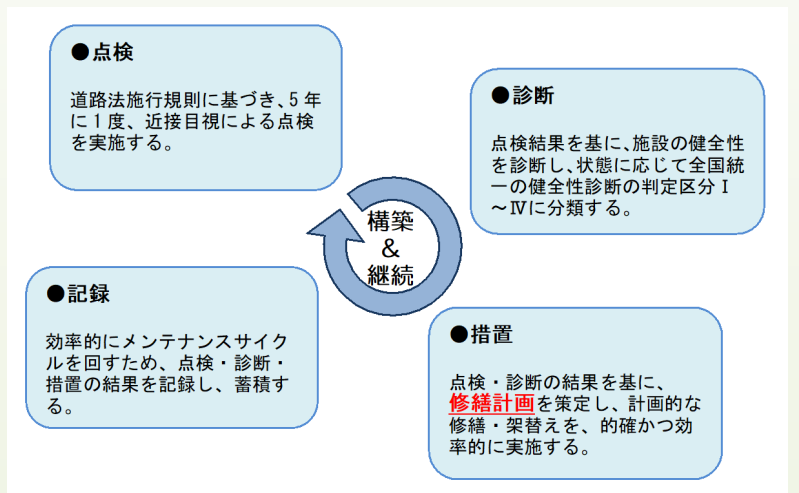 ●点検
道路法施行規則に基づき、5年
に1度、近接目視による点検
を実施する。
●診断
点検結果を基に、施設の健全性
を診断し、状態に応じて全国統
一の健全性診断の判定区分Ⅰ
～Ⅳに分類する。
構築
&
継続
●記録
効率的にメンテナンスサイク
ルを回すため、点検・診断・
措置の結果を記録し、蓄積す
る。
●措置
点検・診断の結果を基に、
修繕計画を策定し、計画的な
修繕・架替えを、的確かつ効
率的に実施する。